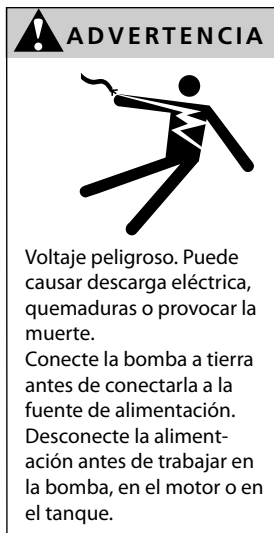 ADVERTENCIA
Voltaje peligroso. Puede
causar descarga eléctrica,
quemaduras o provocar la
muerte.
Conecte la bomba a tierra
antes de conectarla a la
fuente de alimentación.
Desconecte la aliment-
ación antes de trabajar en
la bomba, en el motor o en
el tanque.